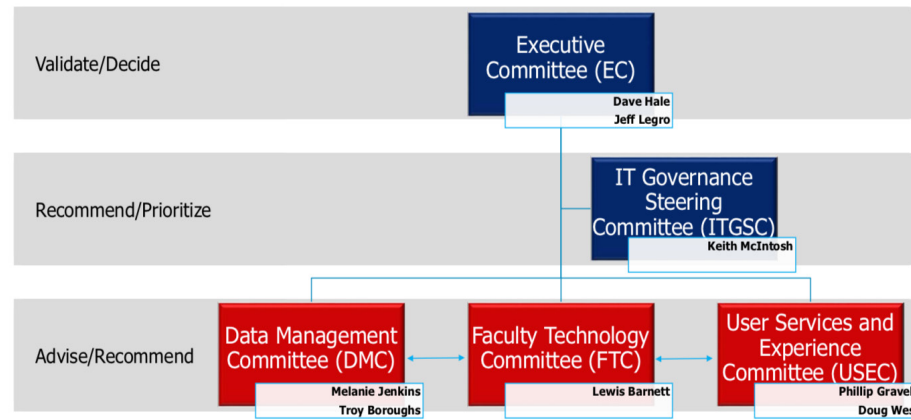 Validate/Decide
Executive
Committee (EC)
Dave Hale
Jeff Legro
Recommend/Prioritize
IT Governance
Steering
Committee (ITGSC)
Keith McIntosh
Advise/Recommend
Data Management
Committee (DMC)
Melanie Jenkins
Troy Boroughs
Faculty Technology
Committee (FTC)
Lewis Barnett
User Services and
Experience
Committee (USEC)
Phillip
Doug